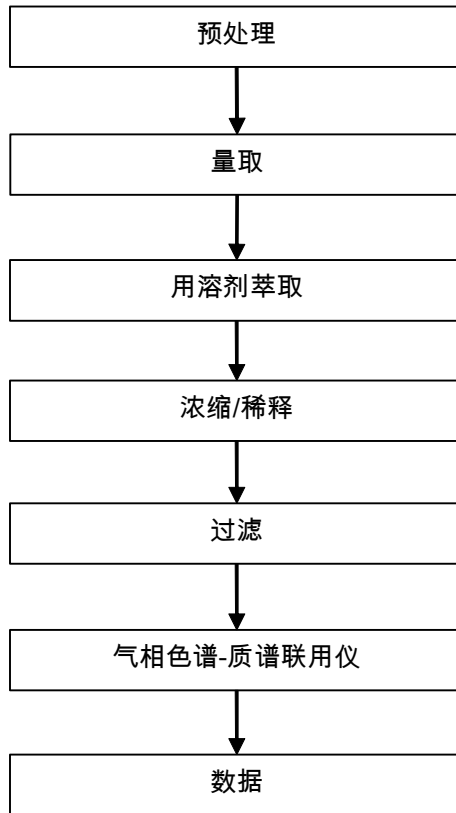 预处理
量取
用溶剂萃取
浓缩/稀释
过滤
气相色谱-质谱联用仪
数据